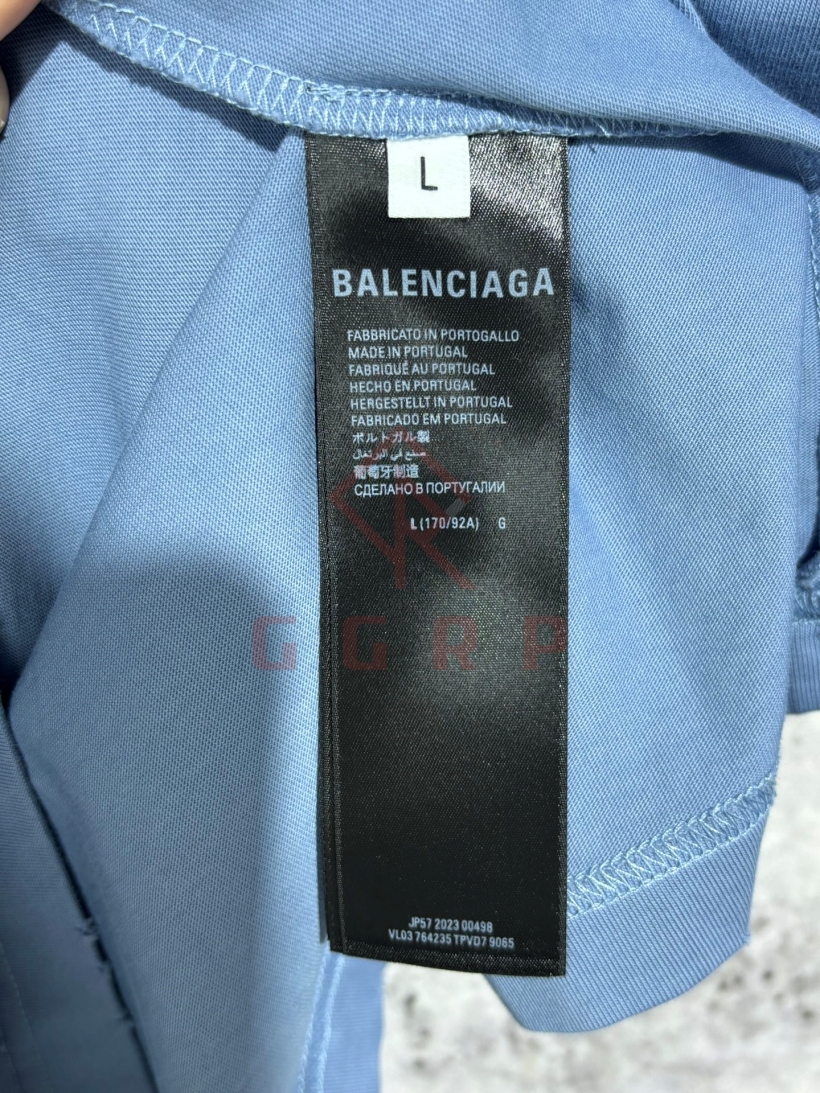 L
BALENCIAGA
FABBRICATO IN PORTOGALLO
MADE IN PORTUGAL
FABRIQUÉ AU PORTUGAL
HECHO EN PORTUGAL
HERGESTELLT IN PORTUGAL
FABRICADO EM PORTUGAL
ポルトガル製
صنع في البرتغال
葡萄牙制造
СДЕЛАНО В ПОРТУГАЛИИ
L (170/92A) G
GGRP
JP57 2023 00498
VL03 764235 TPVD7 9065